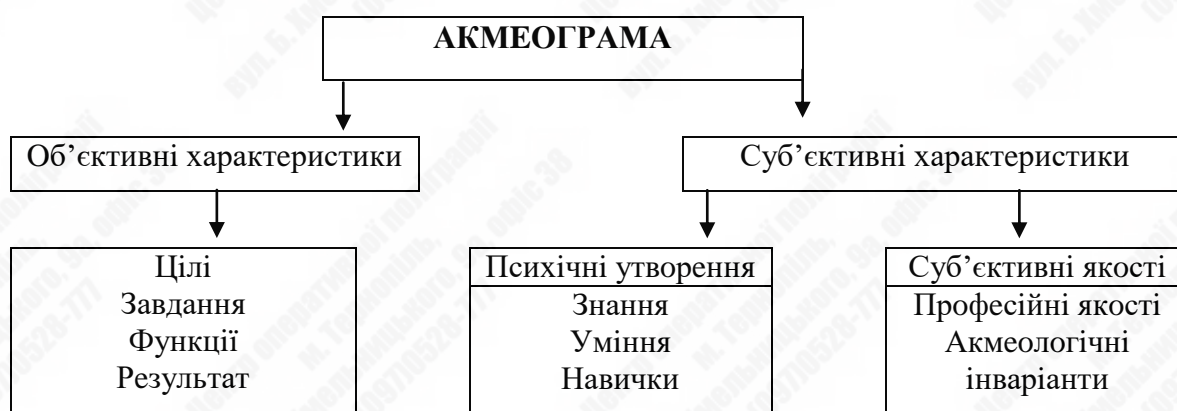 АКМЕОГРАМА
Об’єктивні характеристики
Суб’єктивні характеристики
Цілі
Завдання
Функції
Результат
Психічні утворення
Знання
Уміння
Навички
Суб’єктивні якості
Професійні якості
Акмеологічні
інваріанти